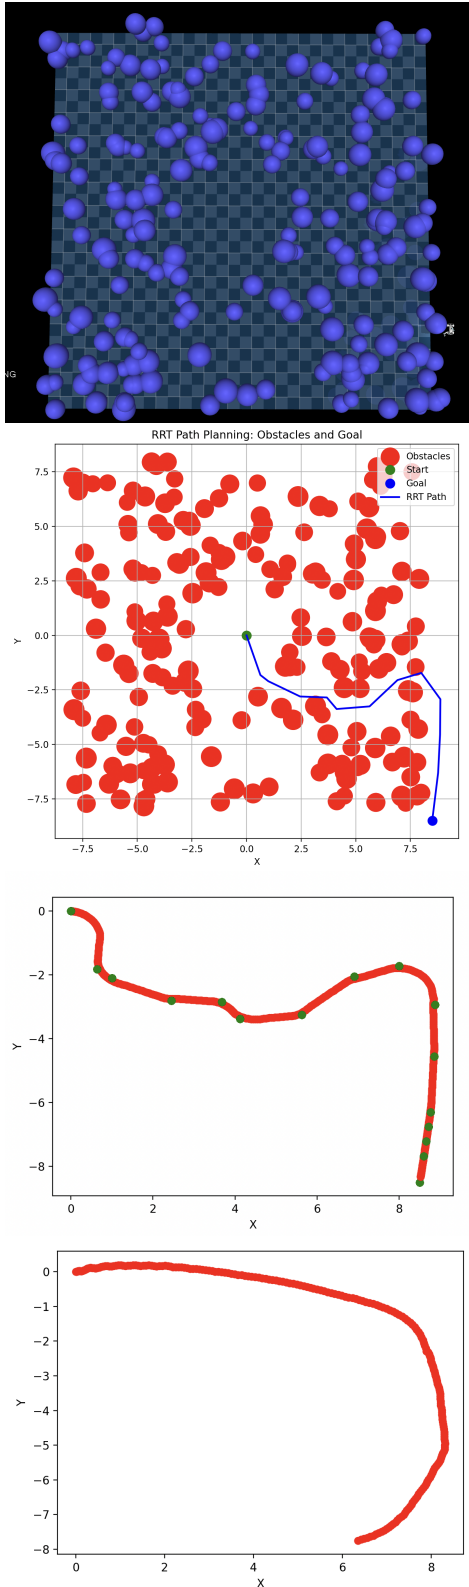 NG
RRT Path Planning: Obstacles and Goal
Obstacles
Start
Goal
RRT Path
7.5
5.0
2.5
0.0
−2.5
−5.0
−7.5
Y
−7.5 −5.0 −2.5 0.0 2.5 5.0 7.5
X
0
−2
−4
−6
−8
Y
0 2 4 6 8
X
0
−1
−2
−3
−4
−5
−6
−7
−8
Y
0 2 4 6 8
X